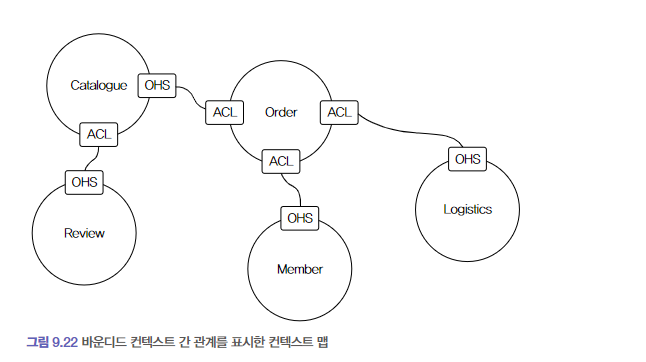 Catalogue
OHS
ACL
Order
ACL
ACL
ACL
OHS
OHS
OHS
Review
Logistics
Member
그림 9.22 바운디드 컨텍스트 간 관계를 표시한 컨텍스트 맵